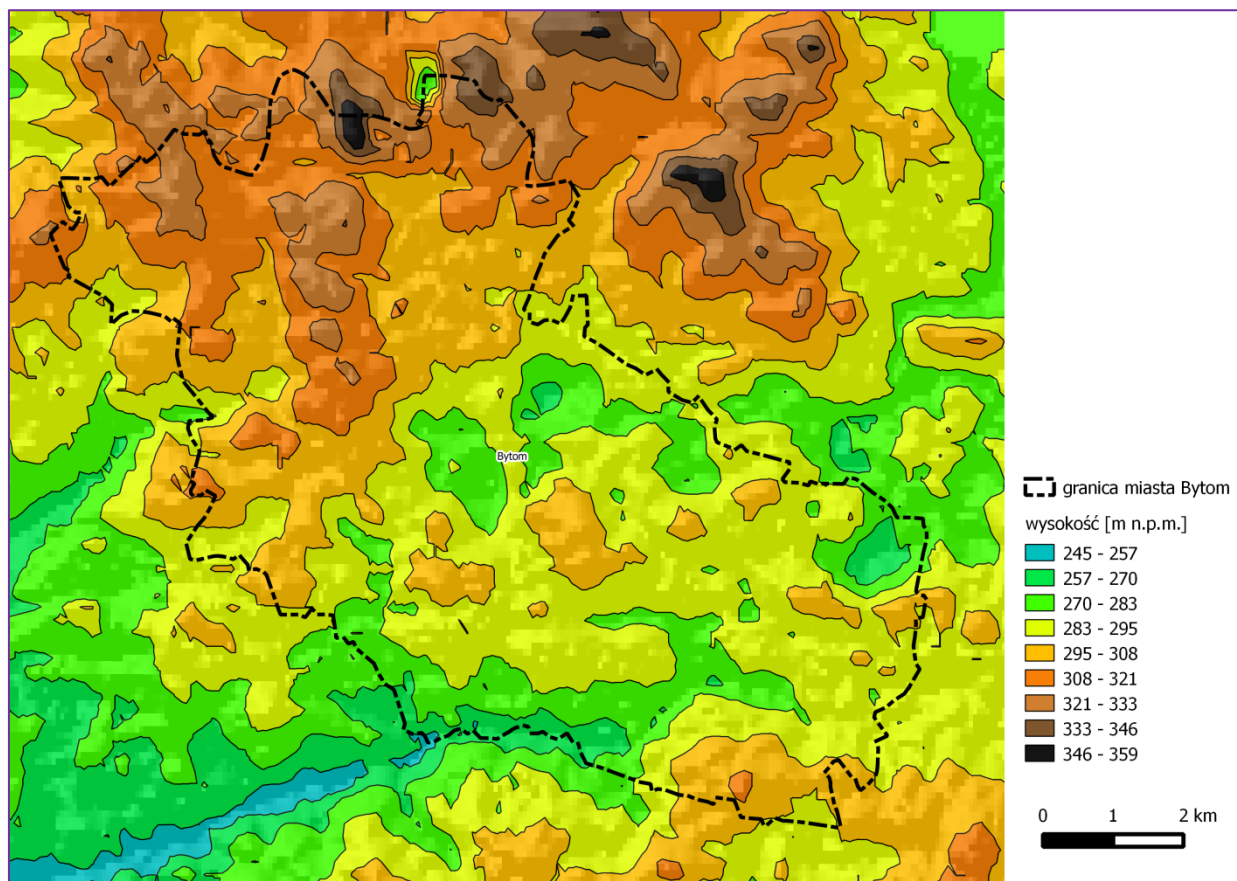 Bytom
granica miasta Bytom
wysokość [m n.p.m.]
245 - 257
257 - 270
270 - 283
283 - 295
295 - 308
308 - 321
321 - 333
333 - 346
346 - 359
0 1 2 km